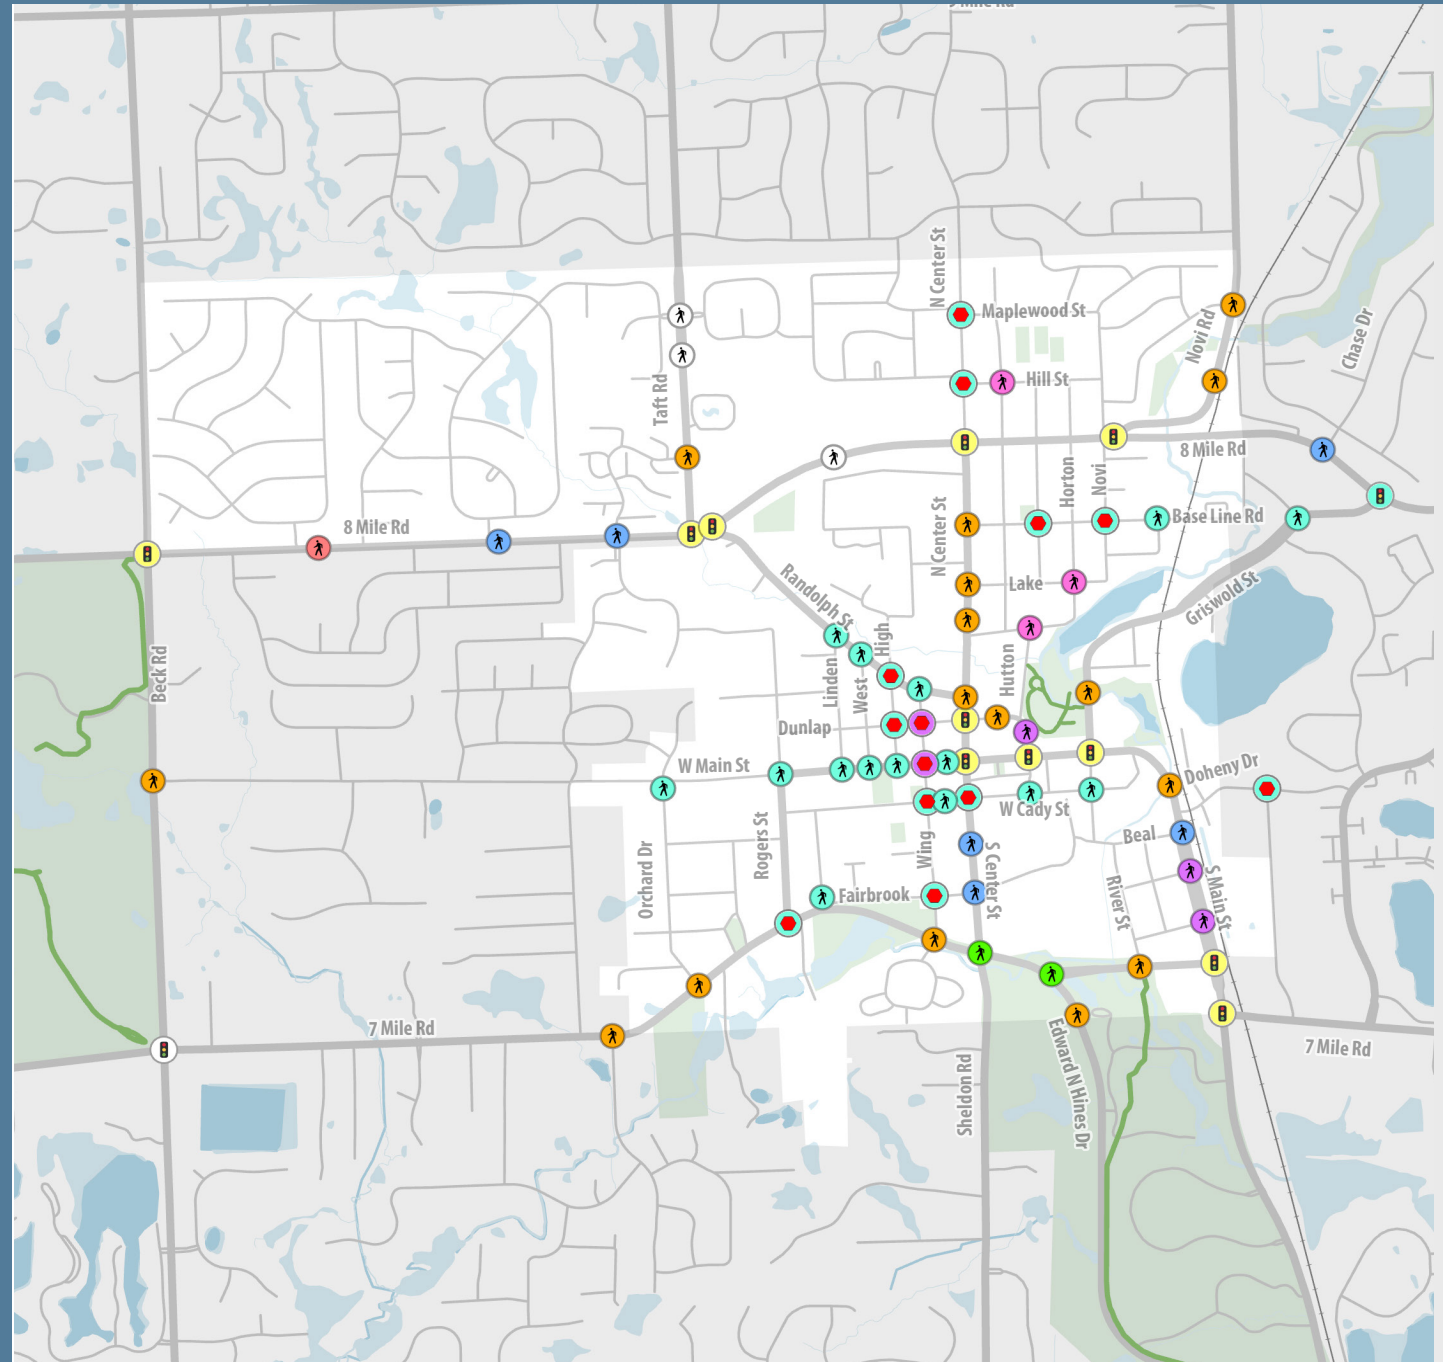 9 Mile Rd
N Center St
Maplewood St
Novi Rd
Chase Dr
Taft Rd
Hill St
8 Mile Rd
Horton
Novi
N Center St
8 Mile Rd
Base Line Rd
Randolph St
Lake
Griswold St
High
Linden
West
Hutton
Beck Rd
Dunlap
W Main St
Doheny Dr
W Cady St
Rogers St
Orchard Dr
Wing
S Center St
Beal
Fairbrook
River St
S Main St
7 Mile Rd
7 Mile Rd
Sheldon Rd
Edward N Hines Dr